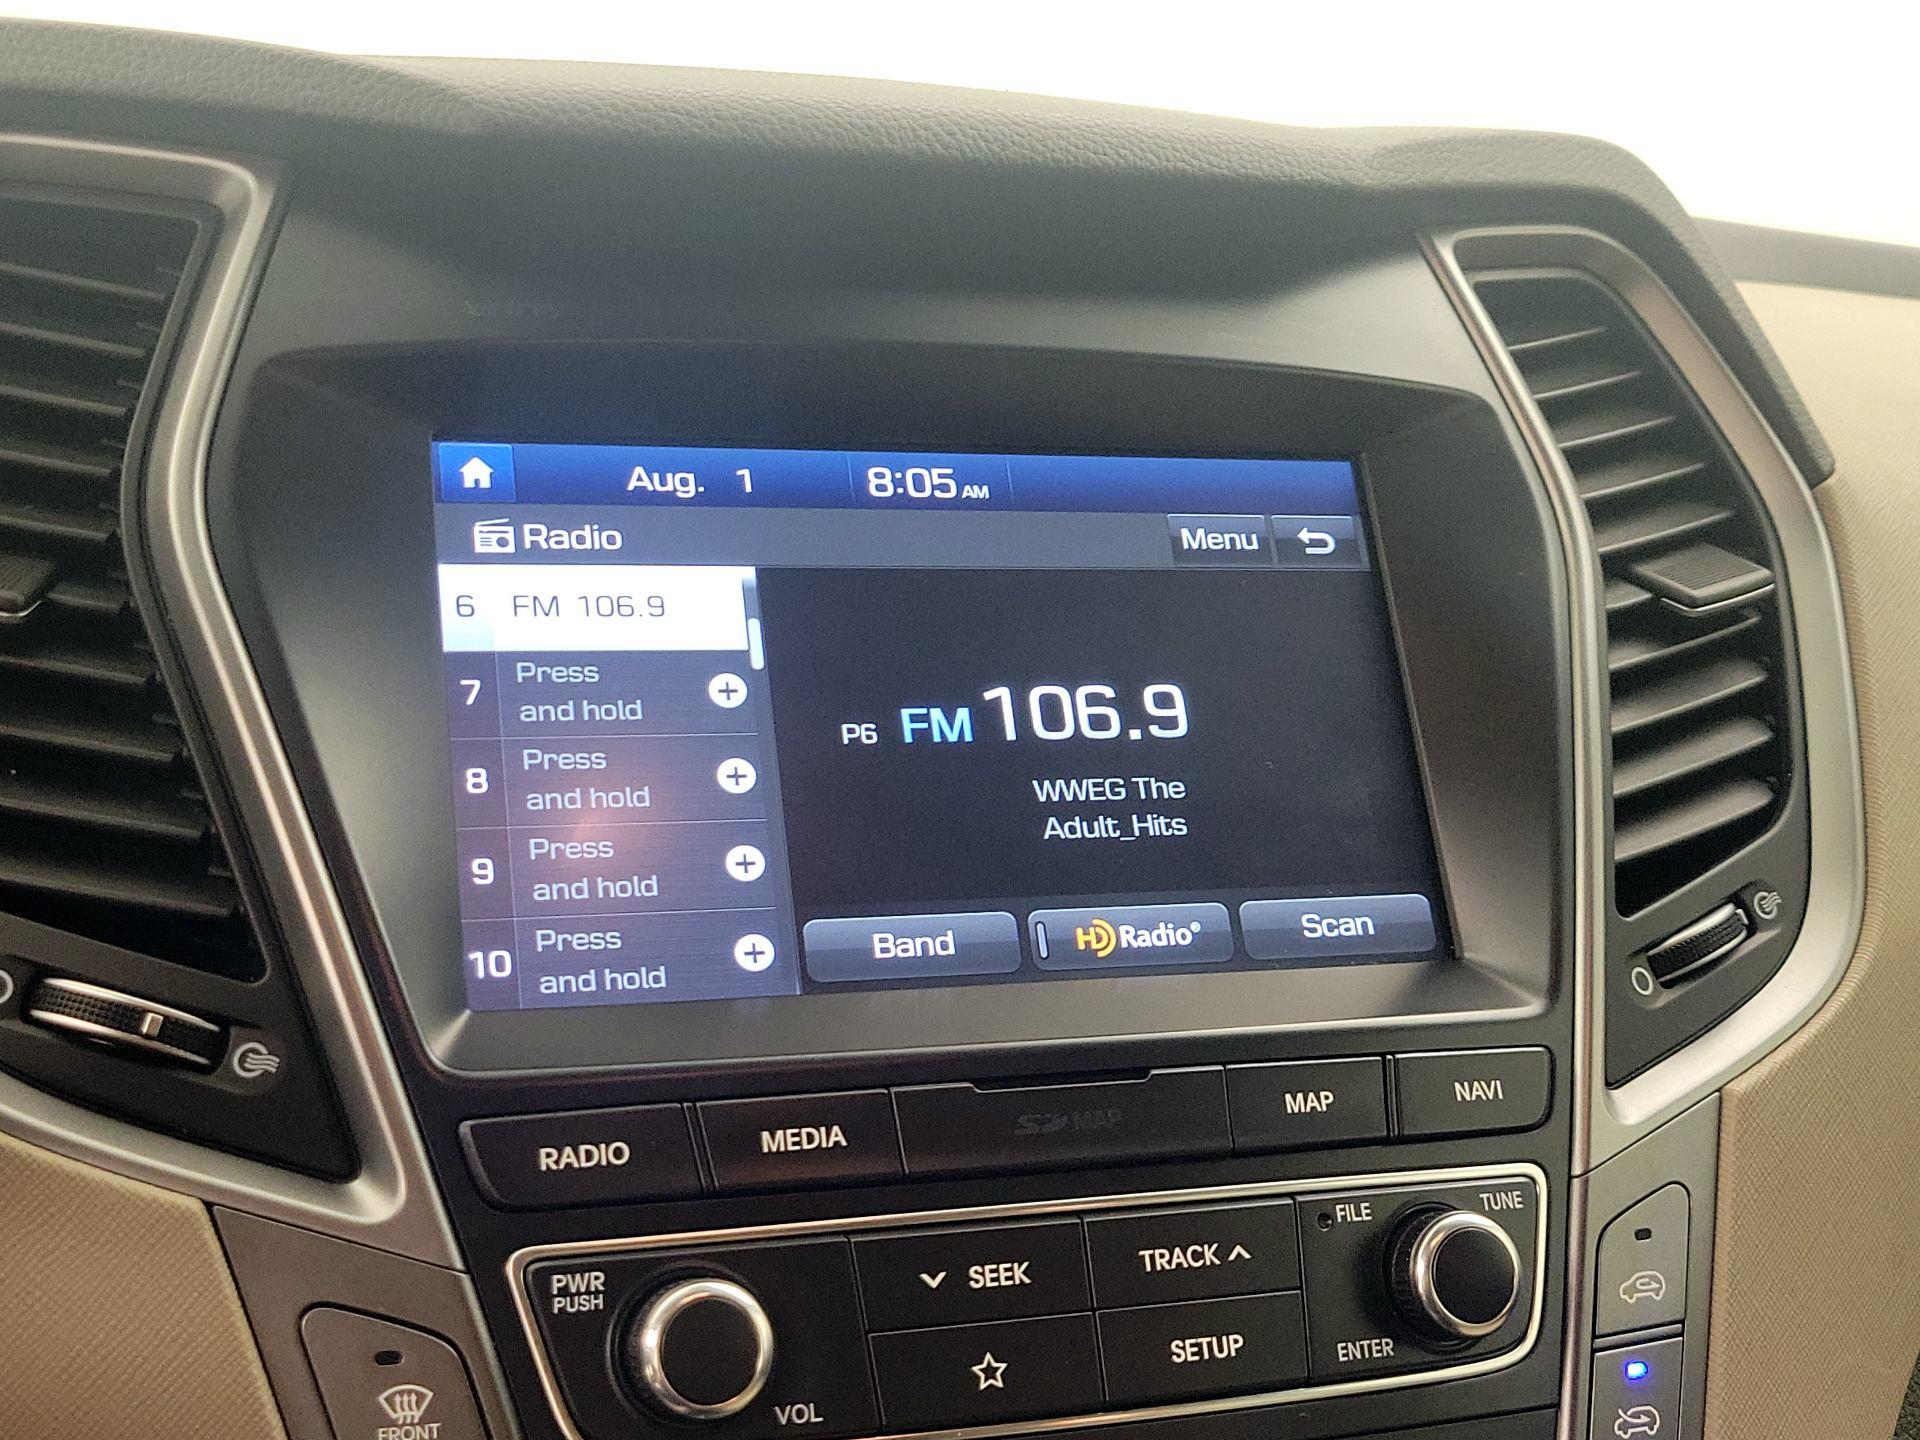 Aug. 1 8:05 AM
Radio Menu
6 FM 106.9
7 Press
and hold
8 Press
and hold
9 Press
and hold
10 Press
and hold
P6 FM 106.9
WWEG The
Adult_Hits
Band HD Radio® Scan
RADIO MEDIA SD MAP MAP NAVI
PWR
PUSH
VOL
SEEK
TRACK
SETUP
FILE
TUNE
ENTER
FRONT